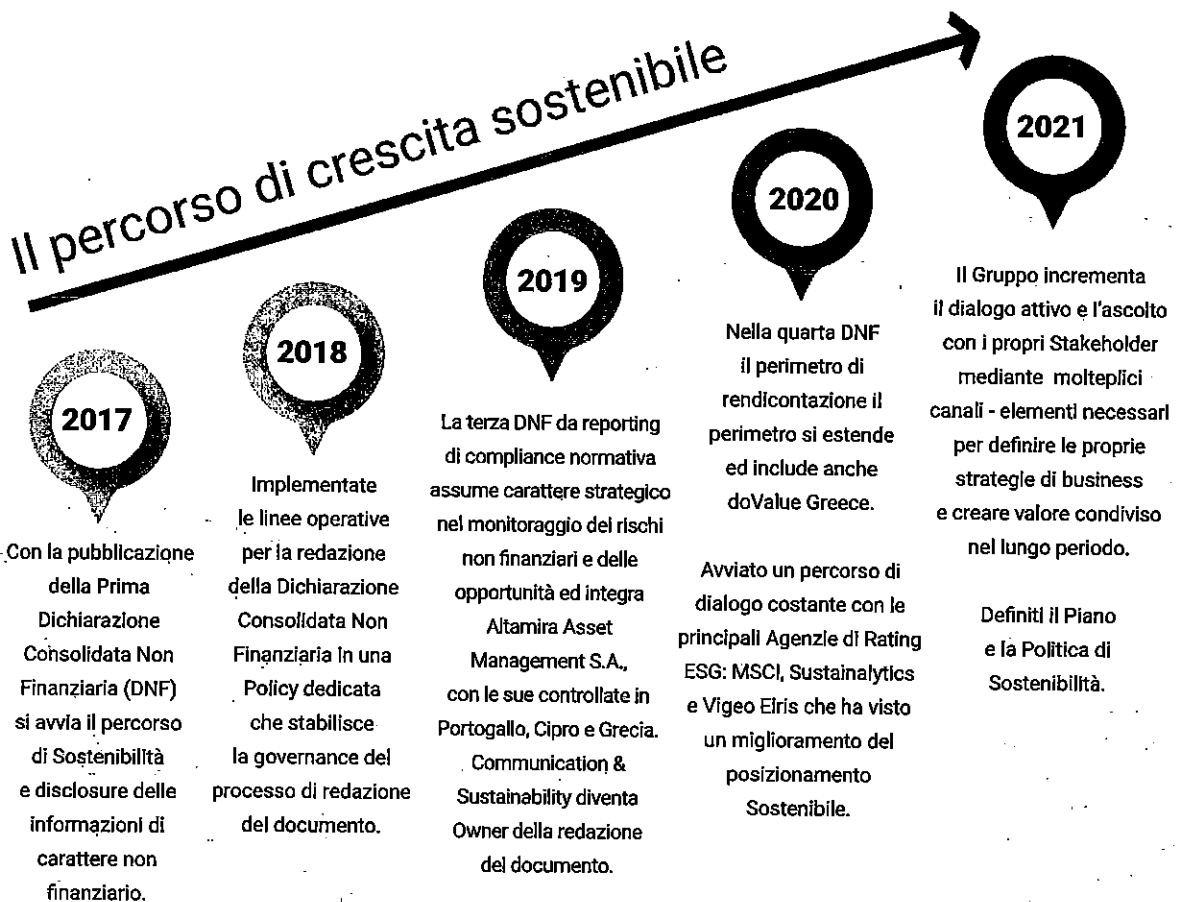 Il percorso di crescita sostenibile
2017
Con la pubblicazione
della Prima
Dichiarazione
Consolidata Non
Finanziaria (DNF)
si avvia il percorso
di Sostenibilità
e disclosure delle
informazioni di
carattere non
finanziario.
2018
Implementate
le linee operative
per la redazione
della Dichiarazione
Consolidata Non
Finanziaria in una
Policy dedicata
che stabilisce
la governance del
processo di redazione
del documento.
2019
La terza DNF da reporting
di compliance normativa
assume carattere strategico
nel monitoraggio dei rischi
non finanziari e delle
opportunità ed integra
Altamira Asset
Management S.A.,
con le sue controllate in
Portogallo, Cipro e Grecia.
Communication &
Sustainability diventa
Owner della redazione
del documento.
2020
Nella quarta DNF
il perimetro di
rendicontazione il
perimetro si estende
ed include anche
doValue Greece.
Avviato un percorso di
dialogo costante con le
principali Agenzie di Rating
ESG: MSCI, Sustainalytics
e Vigeo Eiris che ha visto
un miglioramento del
posizionamento
Sostenibile.
2021
Il Gruppo incrementa
il dialogo attivo e l'ascolto
con i propri Stakeholder
mediante molteplici
canali - elementi necessari
per definire le proprie
strategie di business
e creare valore condiviso
nel lungo periodo.
Definiti il Piano
e la Politica di
Sostenibilità.